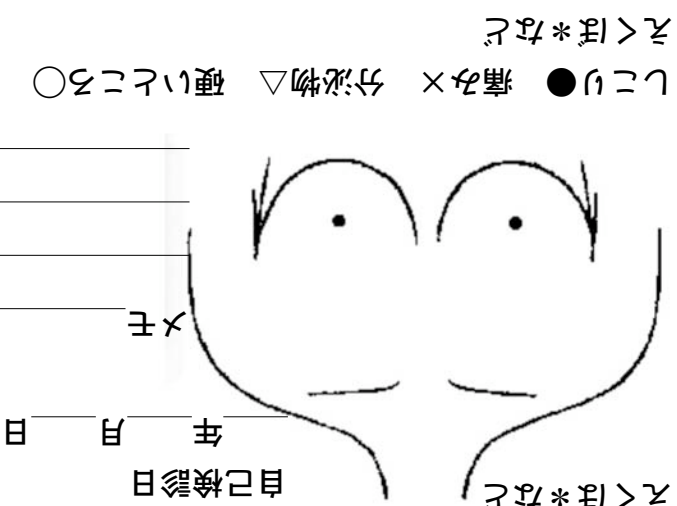 えくぼ＊など
自己検診日
年　月　日
メモ
しこり●　痛み×　分泌物△　硬いところ○
えくぼ＊など